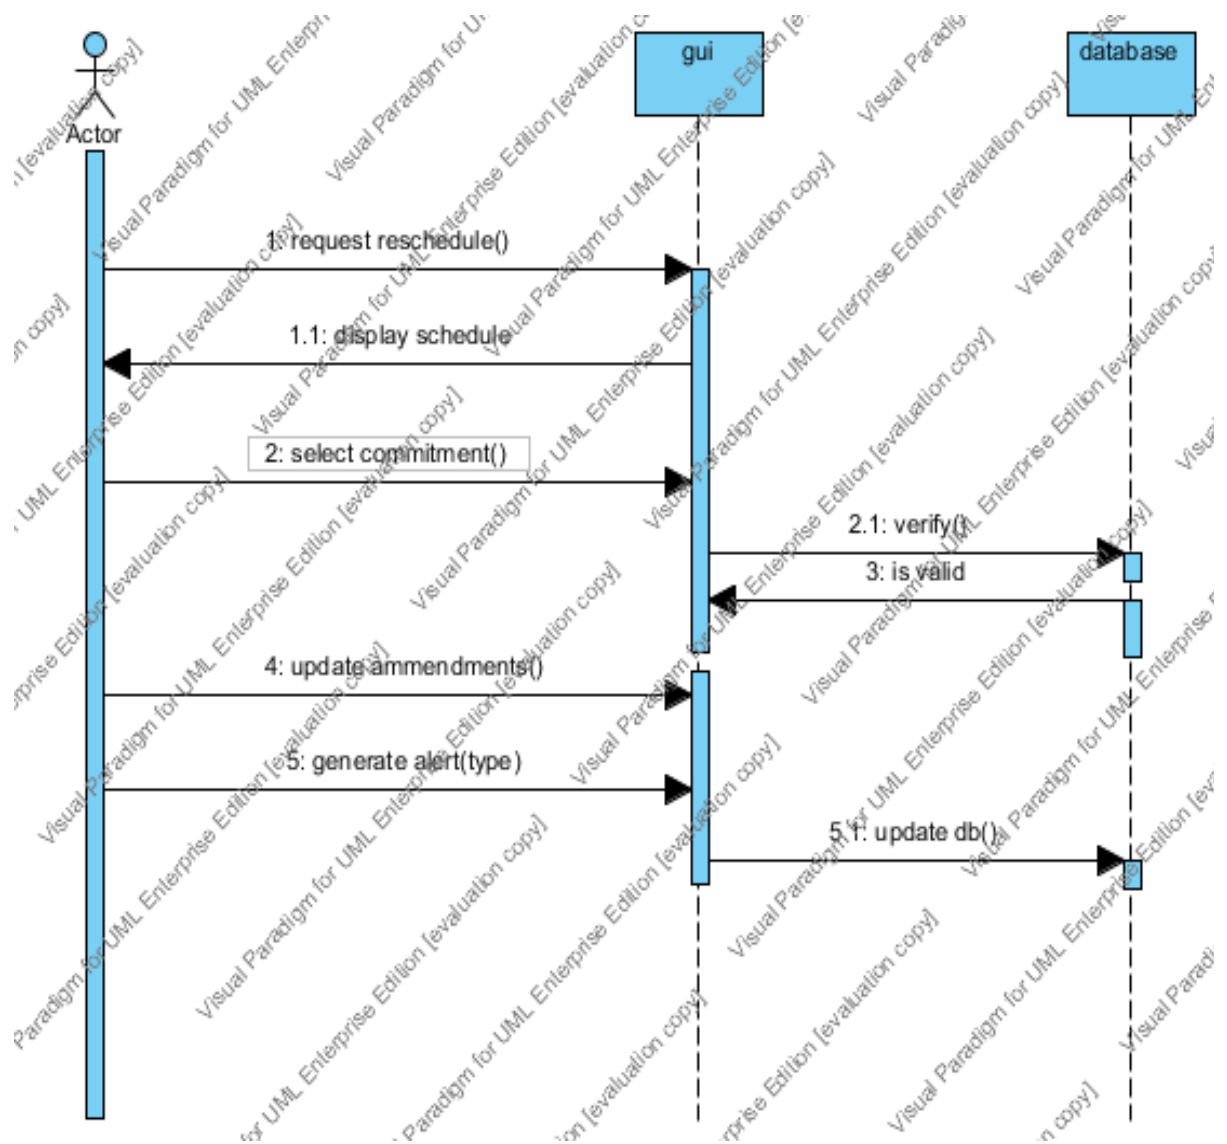 gui
database
Actor
1: request reschedule()
1.1: display schedule
2: select commitment()
2.1: verify()
3: is valid
4: update ammendments()
5: generate alert(type)
5.1: update db()
Visual Paradigm for UML Enterprise Edition [evaluation copy]